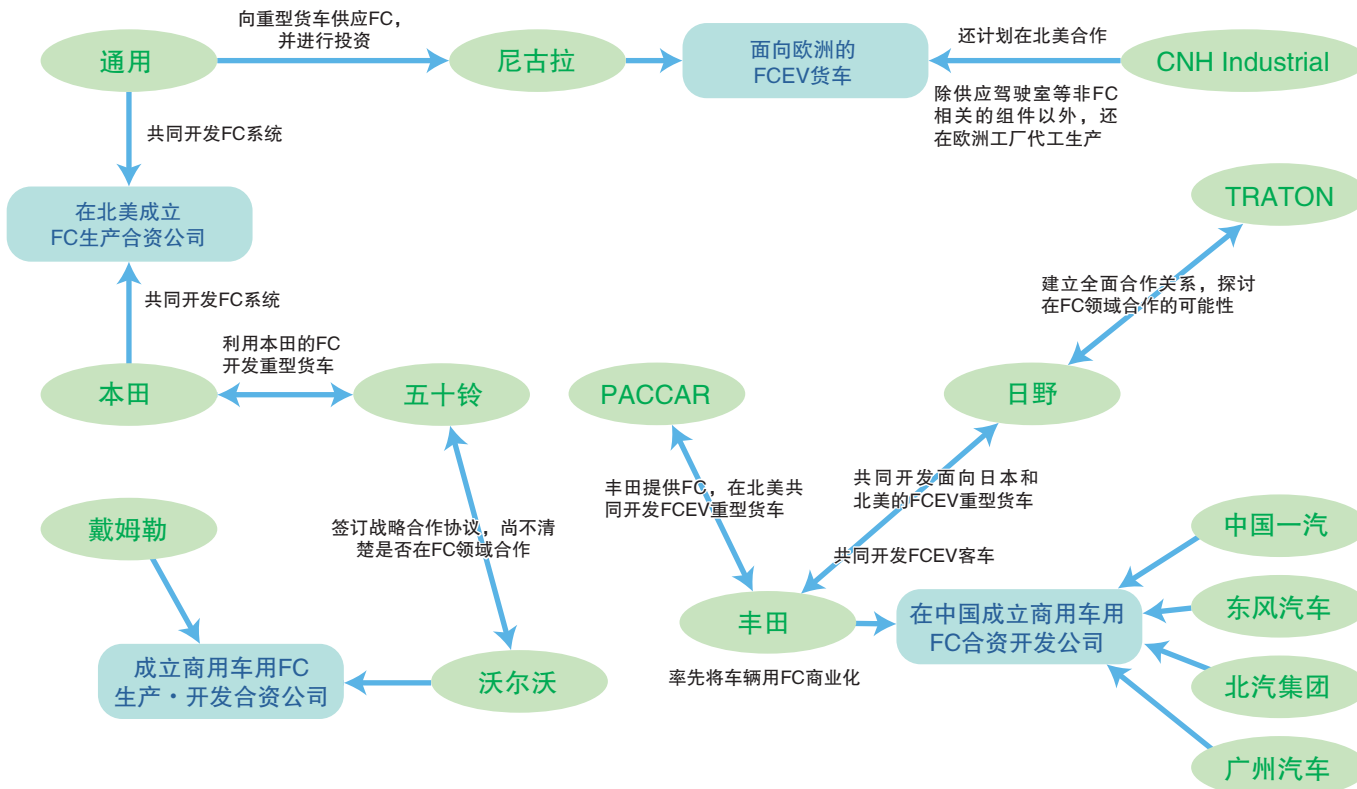 向重型货车供应FC，
并进行投资
通用
尼古拉
面向欧洲的
FCEV货车
还计划在北美合作
CNH Industrial
除供应驾驶室等非FC
相关的组件以外，还
在欧洲工厂代工生产
共同开发FC系统
在北美成立
FC生产合资公司
TRATON
共同开发FC系统
建立全面合作关系，探讨
在FC领域合作的可能性
利用本田的FC
开发重型货车
本田
五十铃
PACCAR
日野
丰田提供FC，在北美共
同开发FCEV重型货车
共同开发面向日本和
北美的FCEV重型货车
戴姆勒
签订战略合作协议，尚不清
楚是否在FC领域合作
共同开发FCEV客车
中国一汽
东风汽车
丰田
在中国成立商用车用
FC合资开发公司
成立商用车用FC
生产・开发合资公司
沃尔沃
率先将车辆用FC商业化
北汽集团
广州汽车